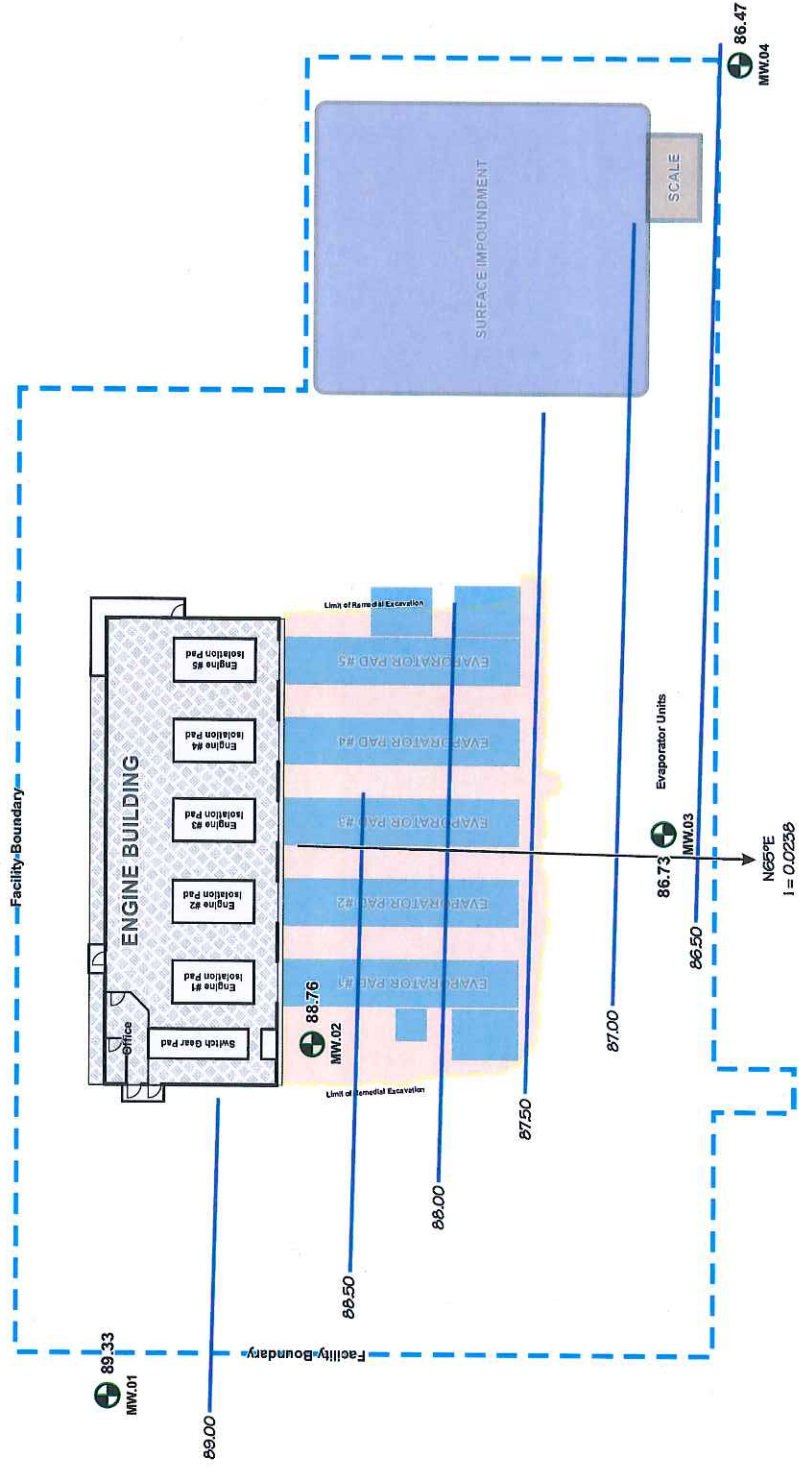 Facility Boundary
ENGINE BUILDING
Office
Switch Gear Pad
Engine #1
Isolation Pad
Engine #2
Isolation Pad
Engine #3
Isolation Pad
Engine #4
Isolation Pad
Engine #5
Isolation Pad
EVAPORATOR PAD #1
EVAPORATOR PAD #2
EVAPORATOR PAD #3
EVAPORATOR PAD #4
EVAPORATOR PAD #5
Limit of Remedial Excavation
Limit of Remedial Excavation
SURFACE IMPOUNDMENT
SCALE
Evaporator Units
Facility Boundary
89.33
MW.01
88.76
MW.02
86.73
MW.03
86.47
MW.04
89.00
88.50
88.00
87.50
87.00
86.50
N65°E
I = 0.0238